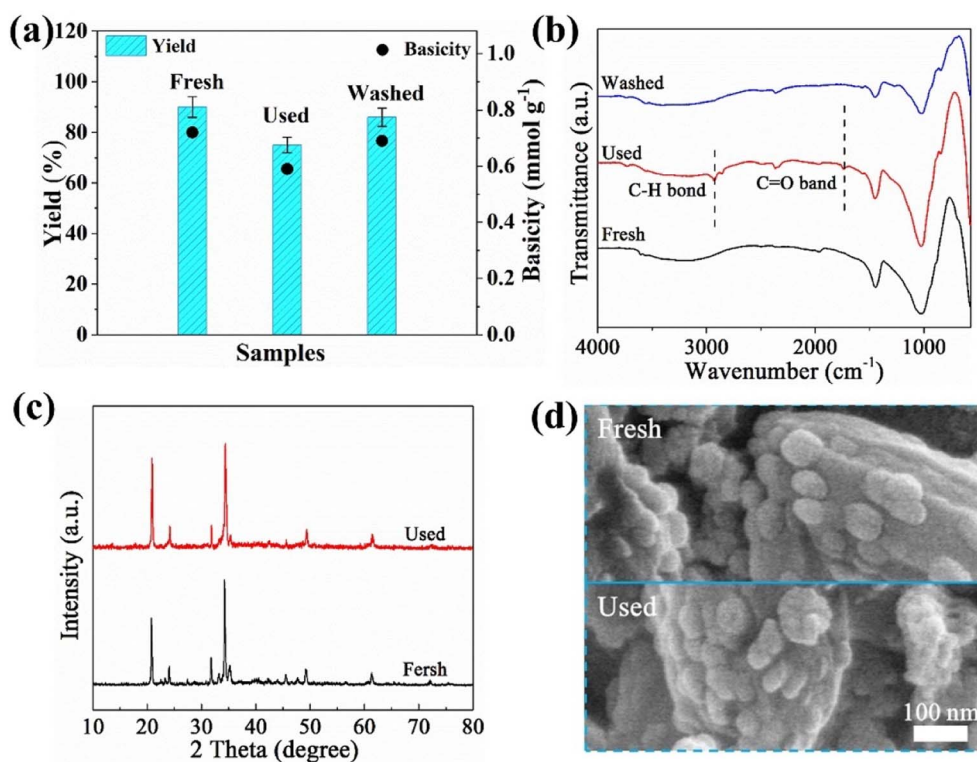 (a)
Yield
Basicity
Fresh
Used
Washed
120
100
80
60
40
20
0
Yield (%)
1.0
0.8
0.6
0.4
0.2
0.0
Basicity (mmol g-1)
Samples
(b)
Washed
Used
C-H bond
C=O band
Fresh
Transmittance (a.u.)
4000 3000 2000 1000
Wavenumber (cm-1)
(c)
Used
Fersh
Intensity (a.u.)
10 20 30 40 50 60 70 80
2 Theta (degree)
(d)
Fresh
Used
100 nm